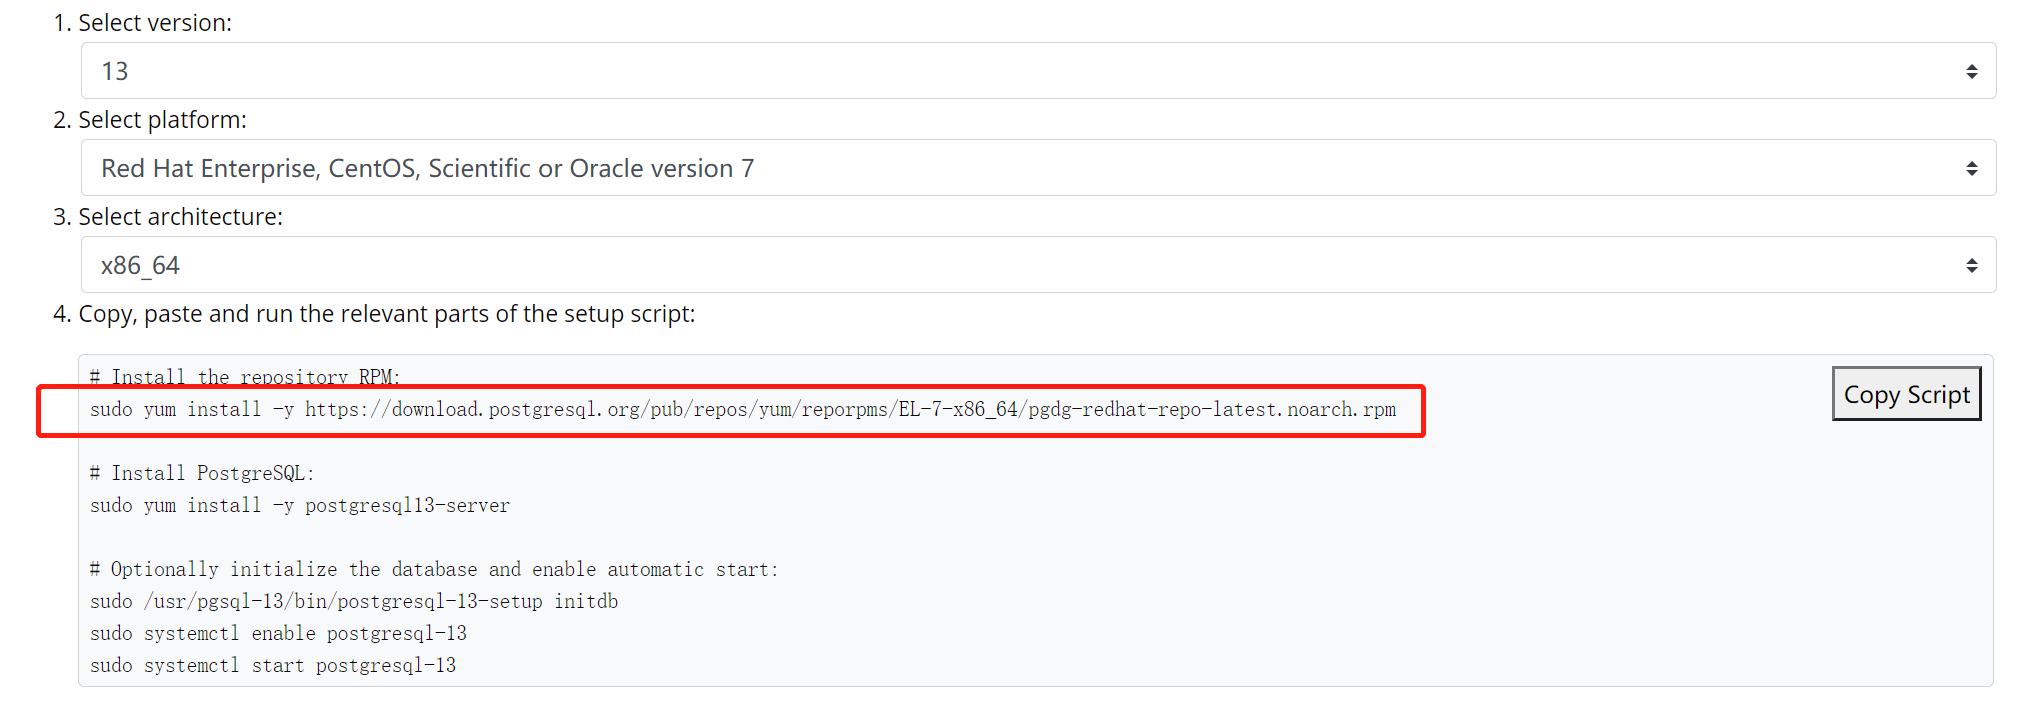 1. Select version:
13
2. Select platform:
Red Hat Enterprise, CentOS, Scientific or Oracle version 7
3. Select architecture:
x86_64
4. Copy, paste and run the relevant parts of the setup script:
# Install the repository RPM:
Copy Script
sudo yum install -y https://download.postgresql.org/pub/repos/yum/reporpms/EL-7-x86_64/pgdg-redhat-repo-latest.noarch.rpm
# Install PostgreSQL:
sudo yum install -y postgresql13-server
# Optionally initialize the database and enable automatic start:
sudo /usr/pgsql-13/bin/postgresql-13-setup initdb
sudo systemctl enable postgresql-13
sudo systemctl start postgresql-13